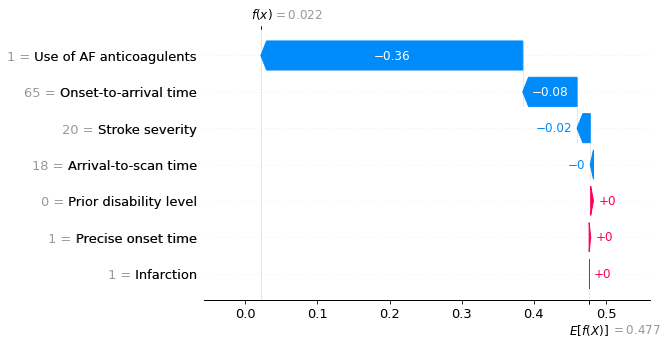 f(x) = 0.022
1 = Use of AF anticoagulents
−0.36
65 = Onset-to-arrival time
−0.08
20 = Stroke severity
−0.02
18 = Arrival-to-scan time
−0
0 = Prior disability level
+0
1 = Precise onset time
+0
1 = Infarction
+0
0.0 0.1 0.2 0.3 0.4 0.5
E[f(X)] = 0.477